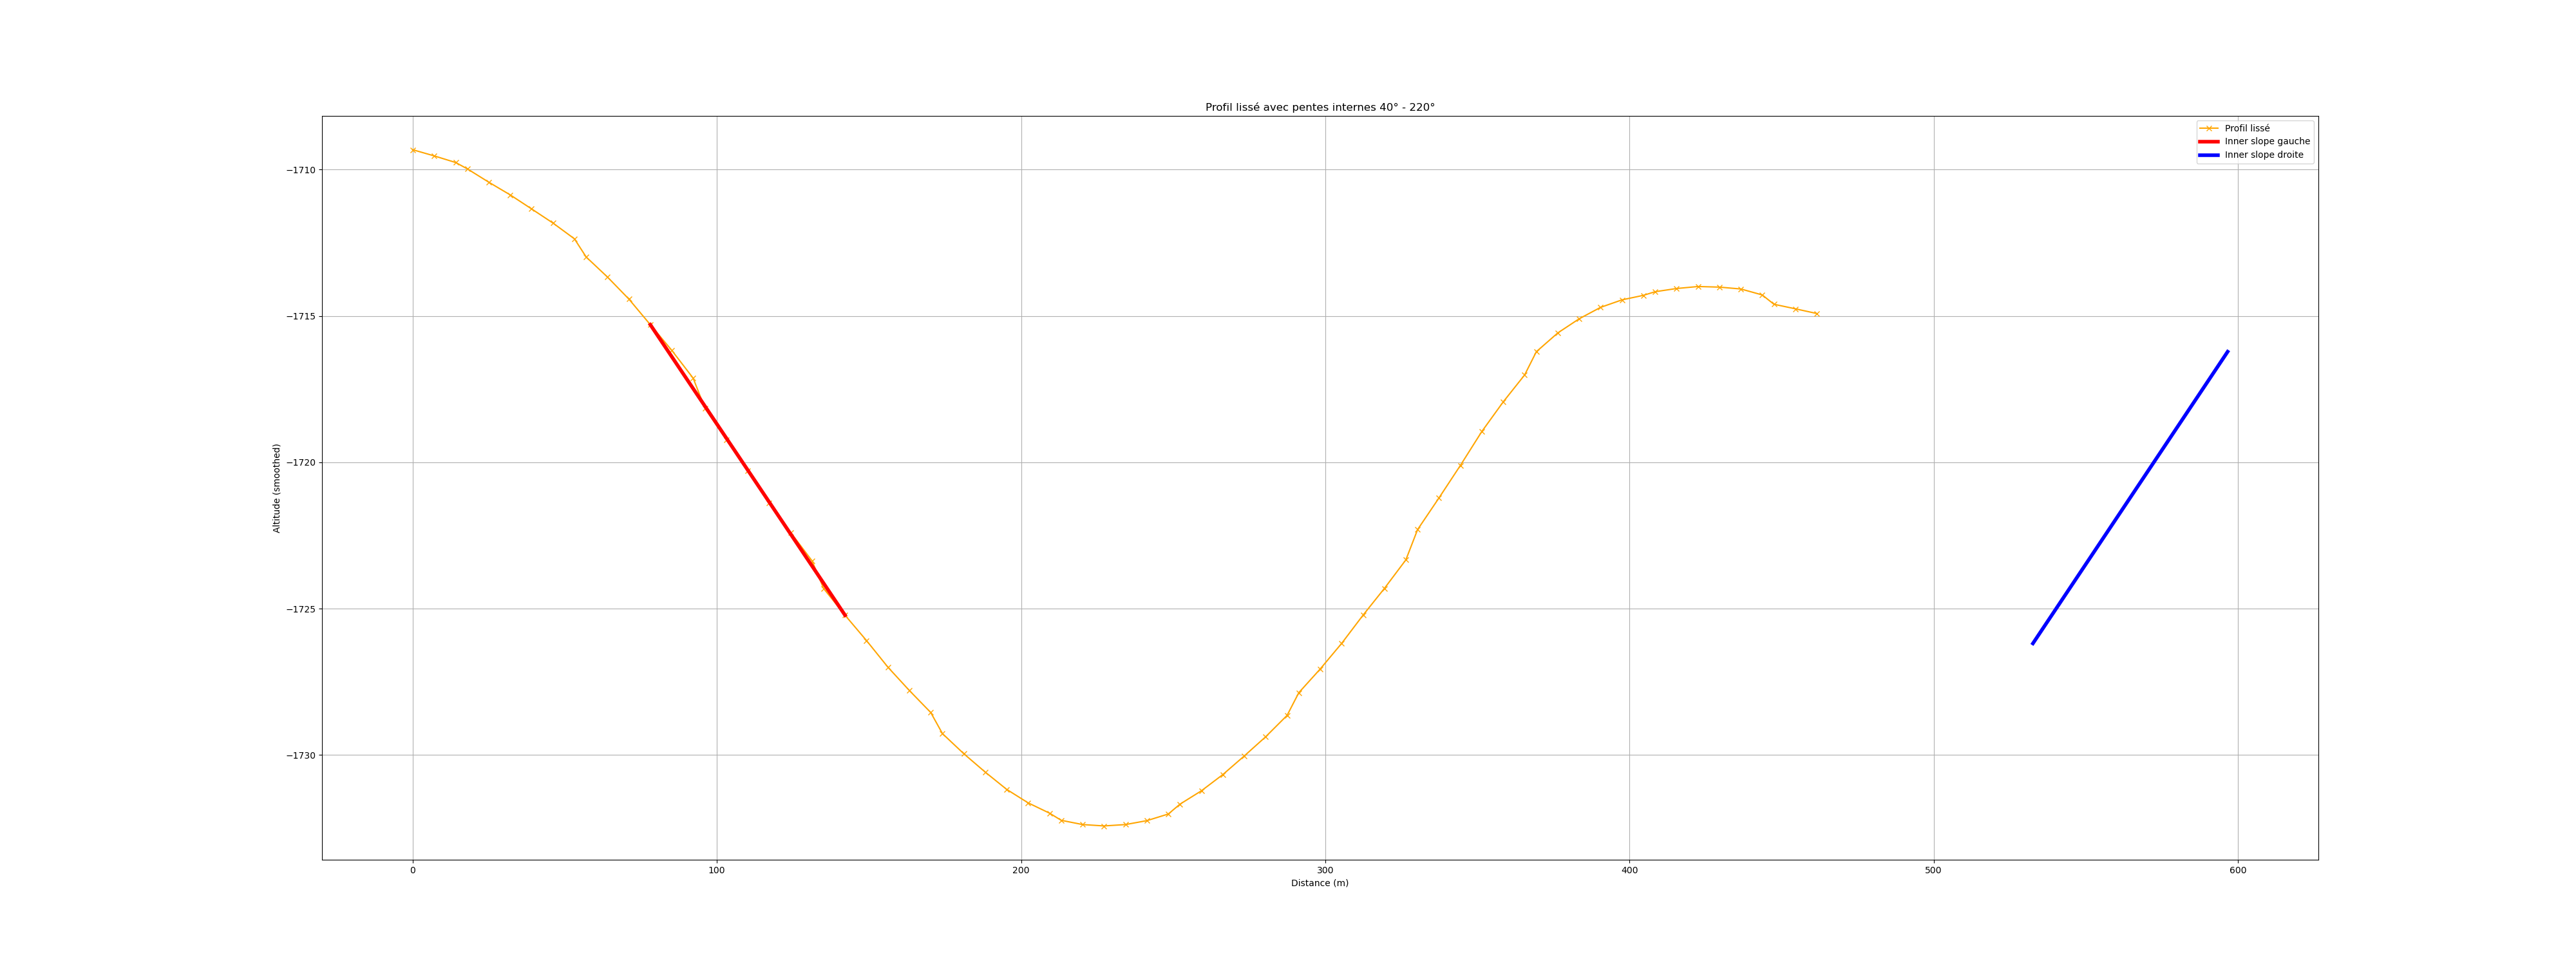 Profil lissé avec pentes internes 40° - 220°
Profil lissé
Inner slope gauche
Inner slope droite
Altitude (smoothed)
−1710
−1715
−1720
−1725
−1730
0 100 200 300 400 500 600
Distance (m)